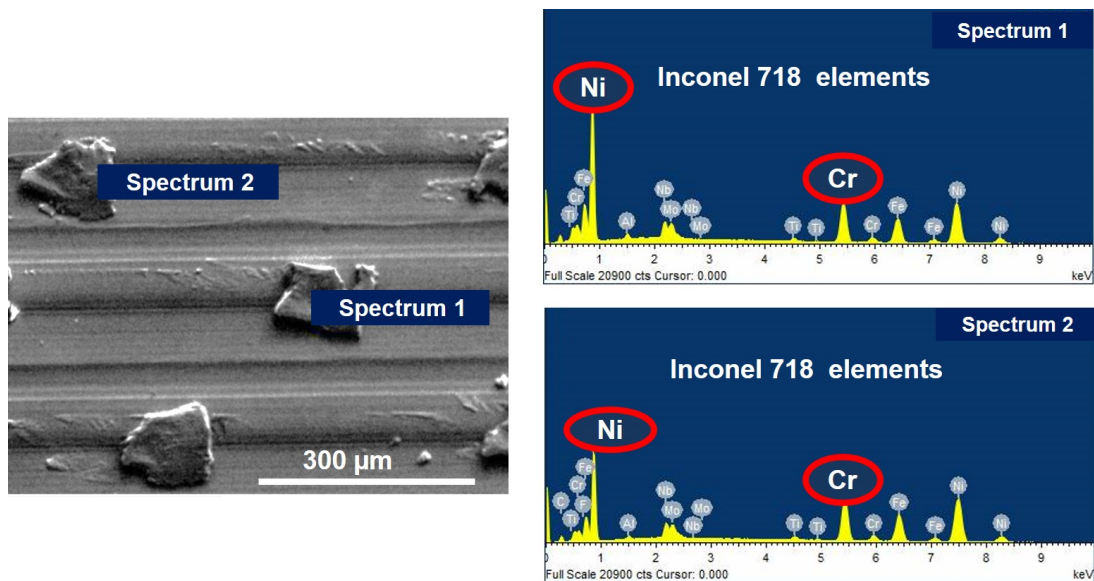 Spectrum 2
Spectrum 1
300 µm
Spectrum 1
Inconel 718 elements
Ni
Cr
Fe
Cr
Ti
Al
Nb
Mo
Nb
Mo
Ti
Ti
Cr
Fe
Fe
Ni
Ni
0 1 2 3 4 5 6 7 8 9
Full Scale 20900 cts Cursor: 0.000 keV
Spectrum 2
Inconel 718 elements
Ni
Cr
C
Ti
Cr
Fe
F
Al
Nb
Mo
Nb
Mo
Ti
Ti
Cr
Fe
Fe
Ni
Ni
0 1 2 3 4 5 6 7 8 9
Full Scale 20900 cts Cursor: 0.000 keV